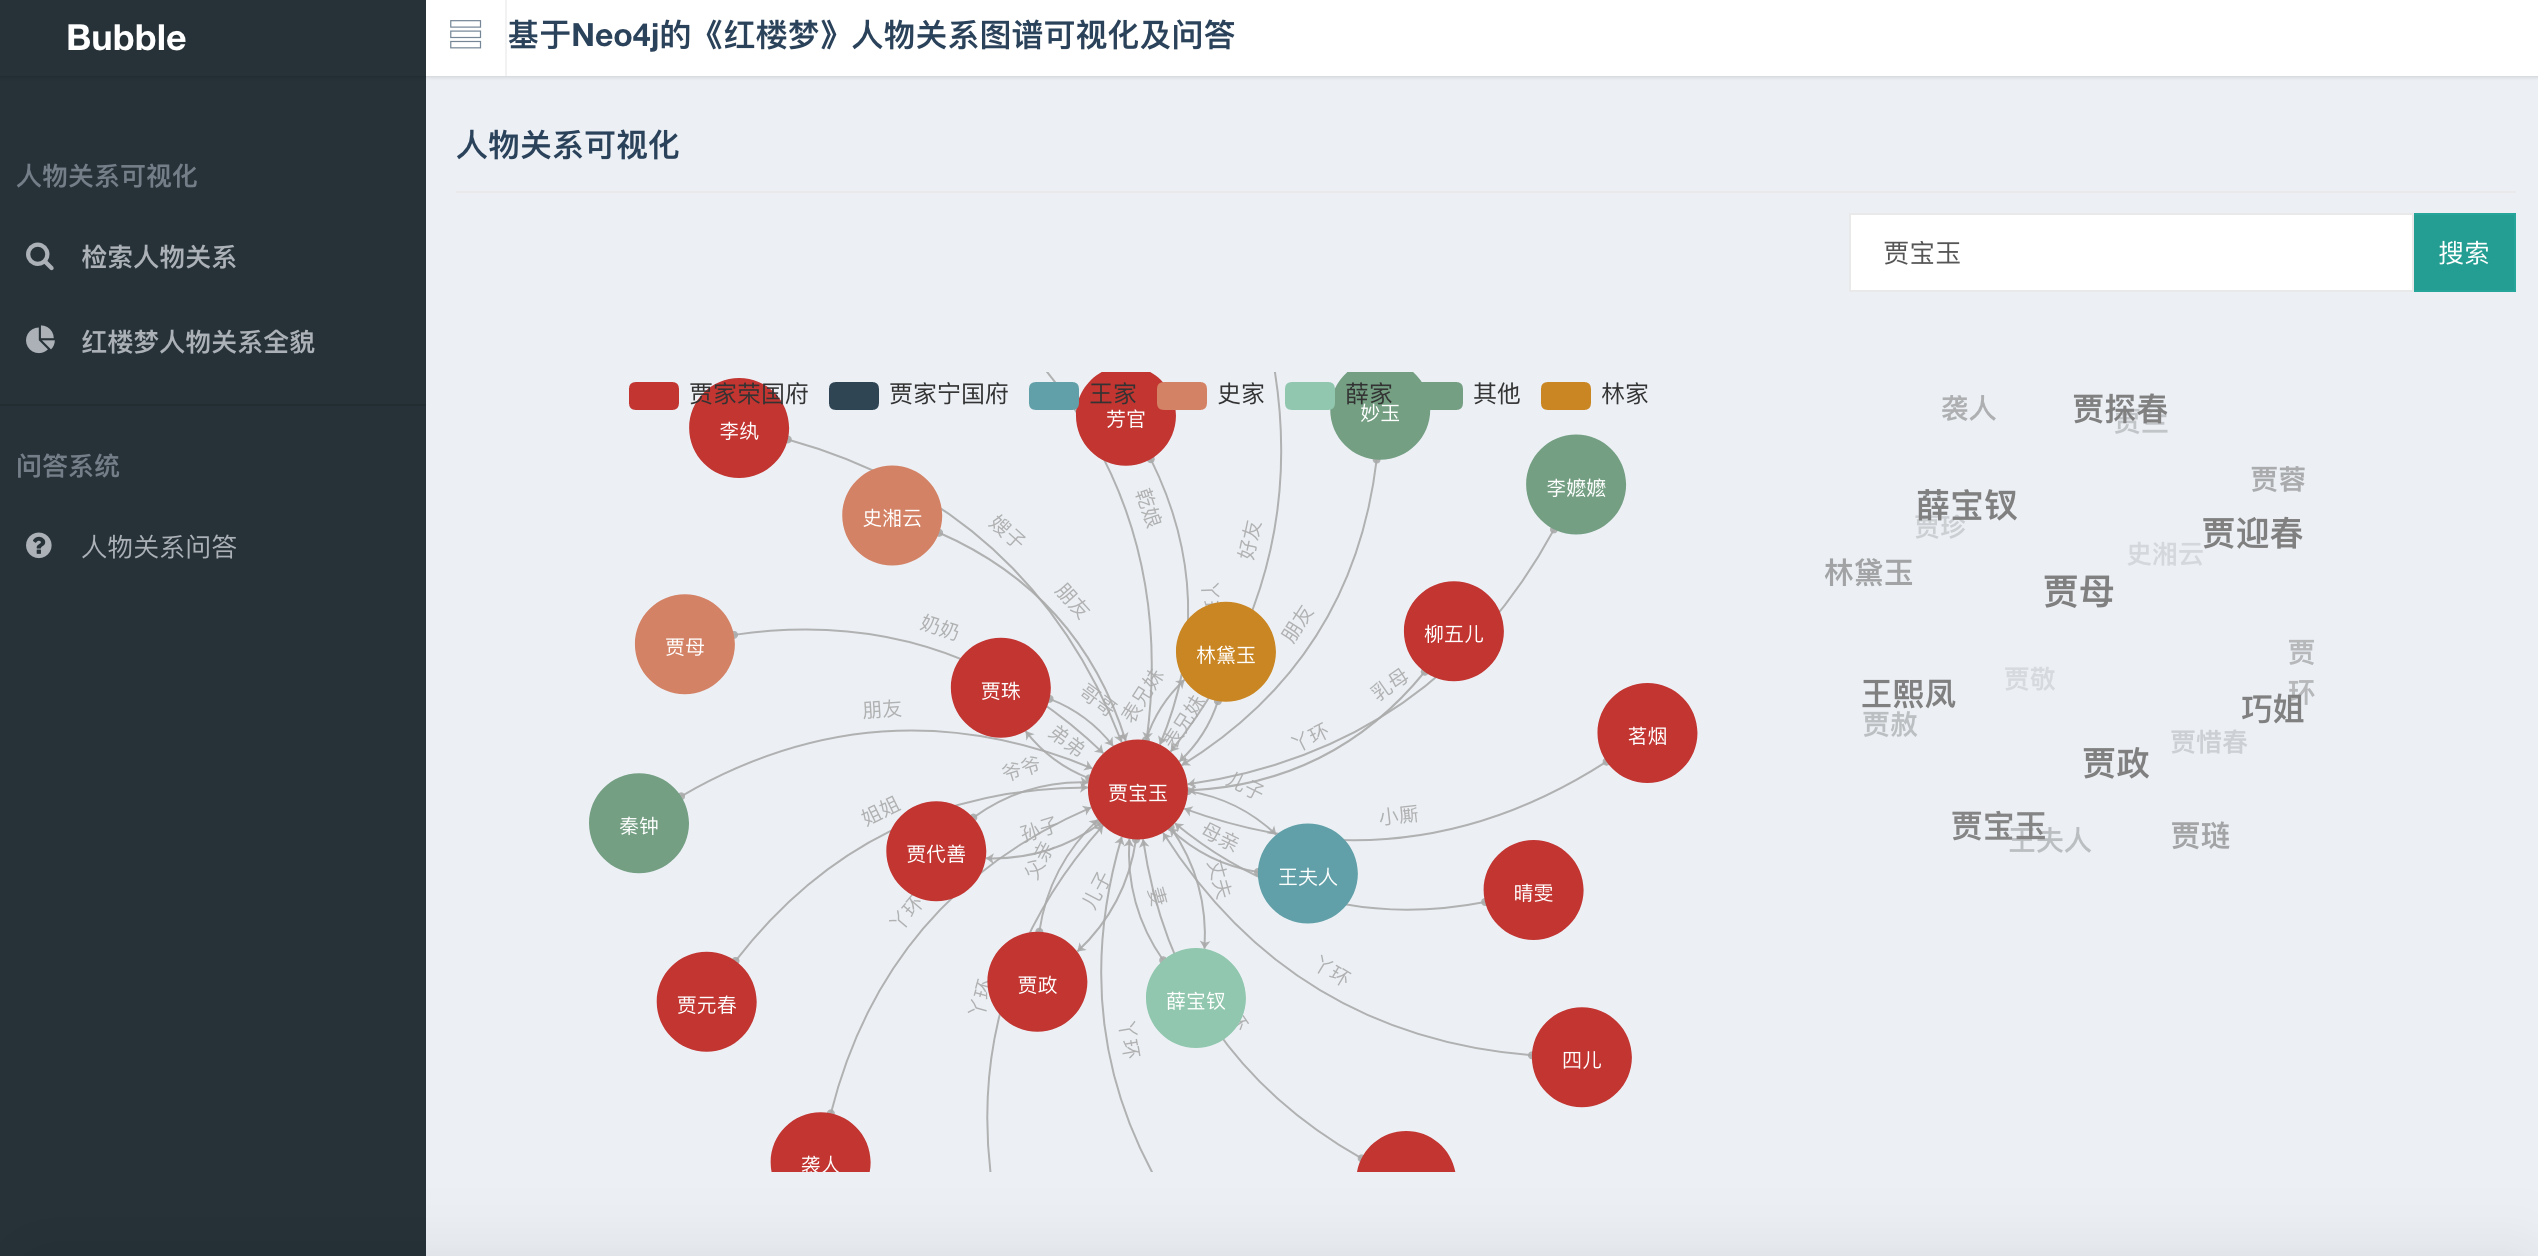 Bubble
基于Neo4j的《红楼梦》人物关系图谱可视化及问答
人物关系可视化
检索人物关系
红楼梦人物关系全貌
问答系统
人物关系问答
人物关系可视化
贾宝玉
搜索
贾家荣国府
贾家宁国府
王家
史家
薛家
其他
林家
李纨
芳官
妙玉
李嬷嬷
史湘云
嫂子
乾娘
好友
朋友
朋友
贾母
奶奶
贾珠
林黛玉
柳五儿
哥哥
表兄妹
表兄妹
乳母
朋友
弟弟
丫环
茗烟
爷爷
贾宝玉
儿子
秦钟
姐姐
孙子
小厮
贾代善
父亲
母亲
王夫人
丈夫
晴雯
丫环
儿子
妻
贾元春
贾政
薛宝钗
丫环
丫环
丫环
四儿
袭人
袭人
贾探春
贾兰
贾蓉
薛宝钗
贾珍
贾迎春
史湘云
林黛玉
贾母
贾环
贾敬
王熙凤
巧姐
贾赦
贾惜春
贾政
贾宝玉
王夫人
贾琏